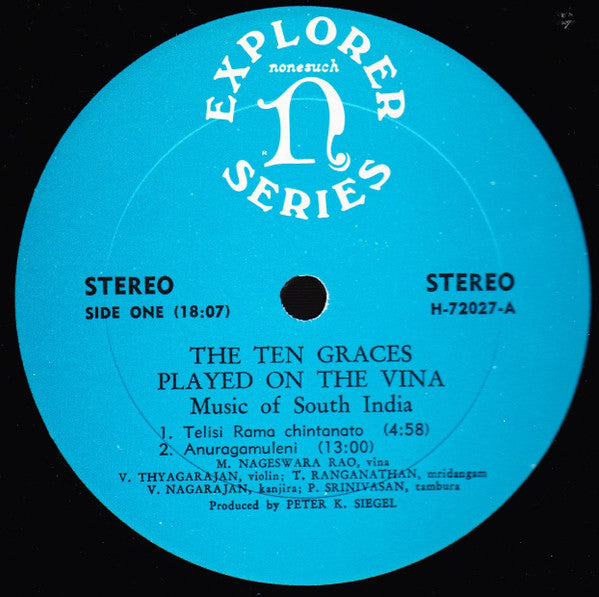 EXPLORER
nonesuch
n
R
SERIES
STEREO
SIDE ONE (18:07)
STEREO
H-72027-A
THE TEN GRACES
PLAYED ON THE VINA
Music of South India
1. Telisi Rama chintanato (4:58)
2. Anuragamuleni (13:00)
M. NAGESWARA RAO, vina
V. THYAGARAJAN, violin; T. RANGANATHAN, mridangam
V. NAGARAJAN, kanjira; P. SRINIVASAN, tambura
Produced by PETER K. SIEGEL